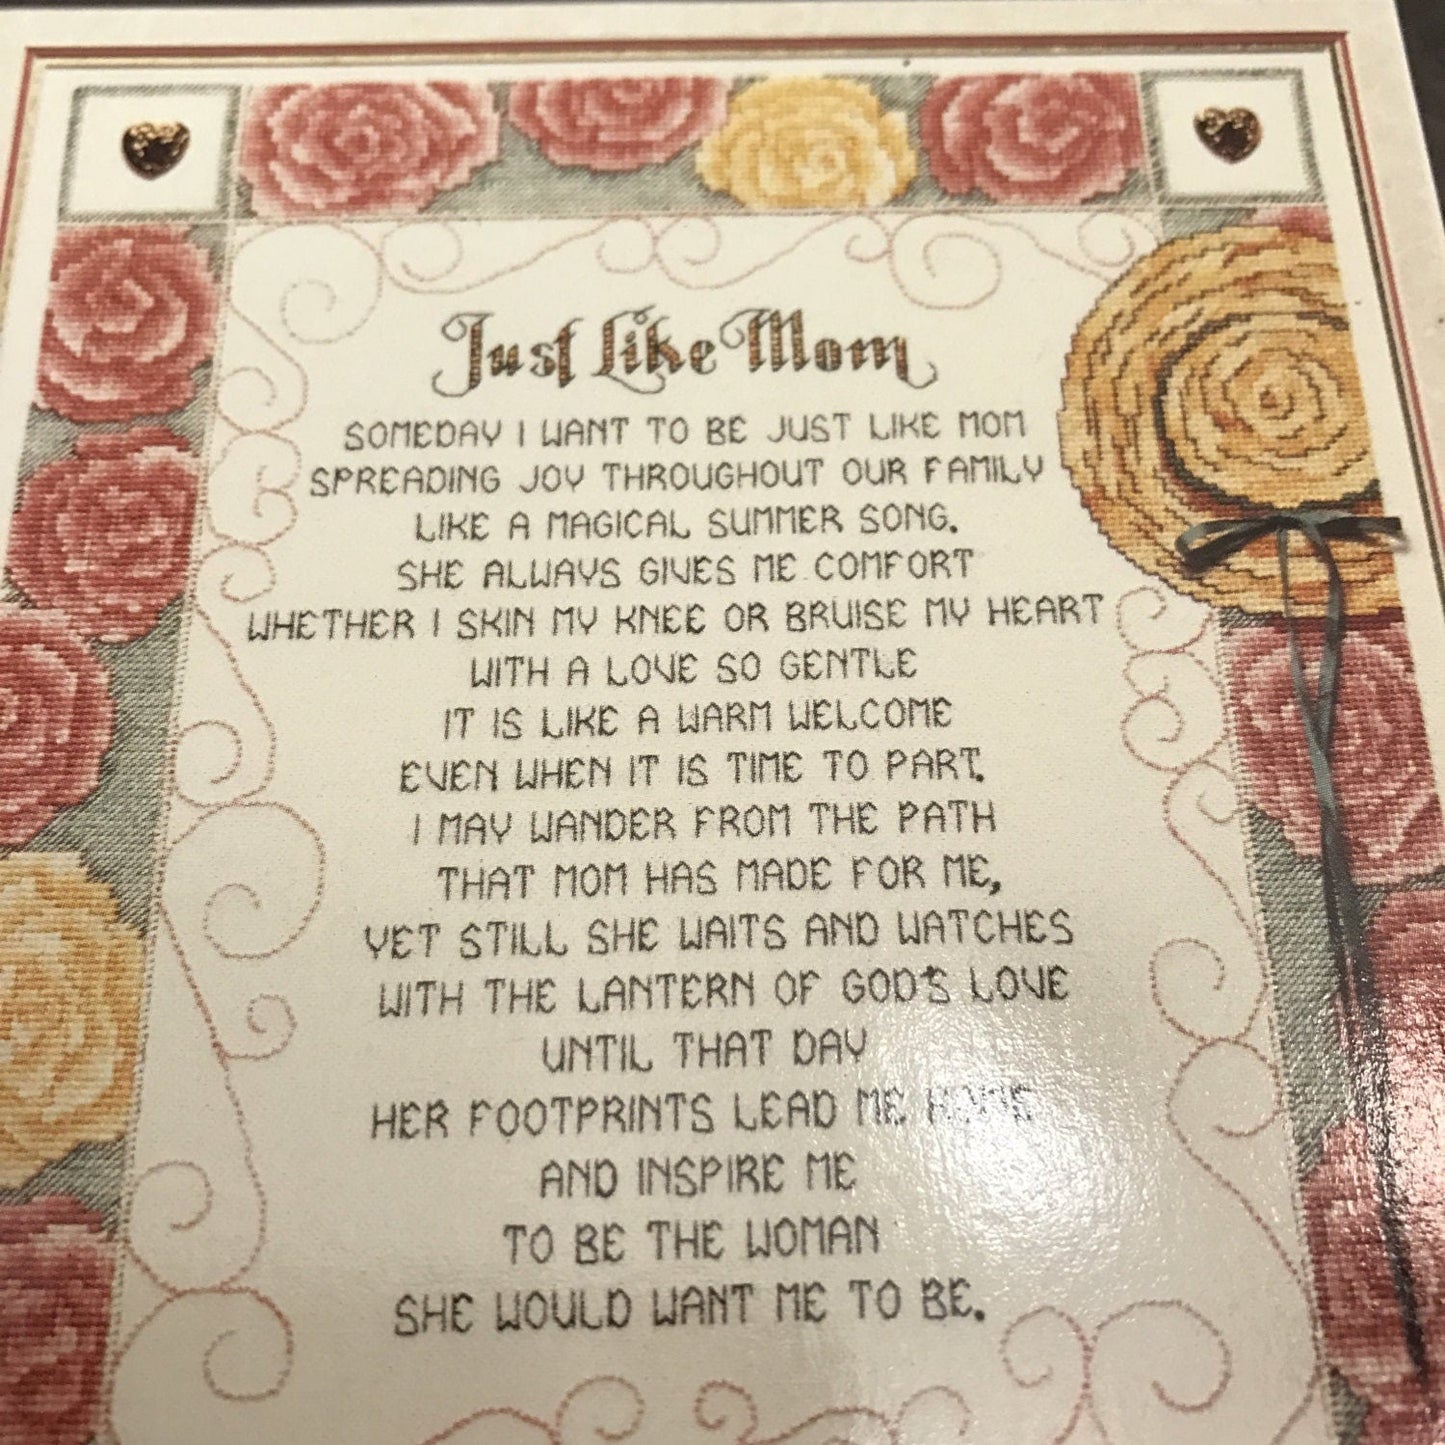 Just Like Mom
SOMEDAY I WANT TO BE JUST LIKE MOM
SPREADING JOY THROUGHOUT OUR FAMILY
LIKE A MAGICAL SUMMER SONG.
SHE ALWAYS GIVES ME COMFORT
WHETHER I SKIN MY KNEE OR BRUISE MY HEART
WITH A LOVE SO GENTLE
IT IS LIKE A WARM WELCOME
EVEN WHEN IT IS TIME TO PART.
I MAY WANDER FROM THE PATH
THAT MOM HAS MADE FOR ME,
YET STILL SHE WAITS AND WATCHES
WITH THE LANTERN OF GOD'S LOVE
UNTIL THAT DAY
HER FOOTPRINTS LEAD ME HOME
AND INSPIRE ME
TO BE THE WOMAN
SHE WOULD WANT ME TO BE.